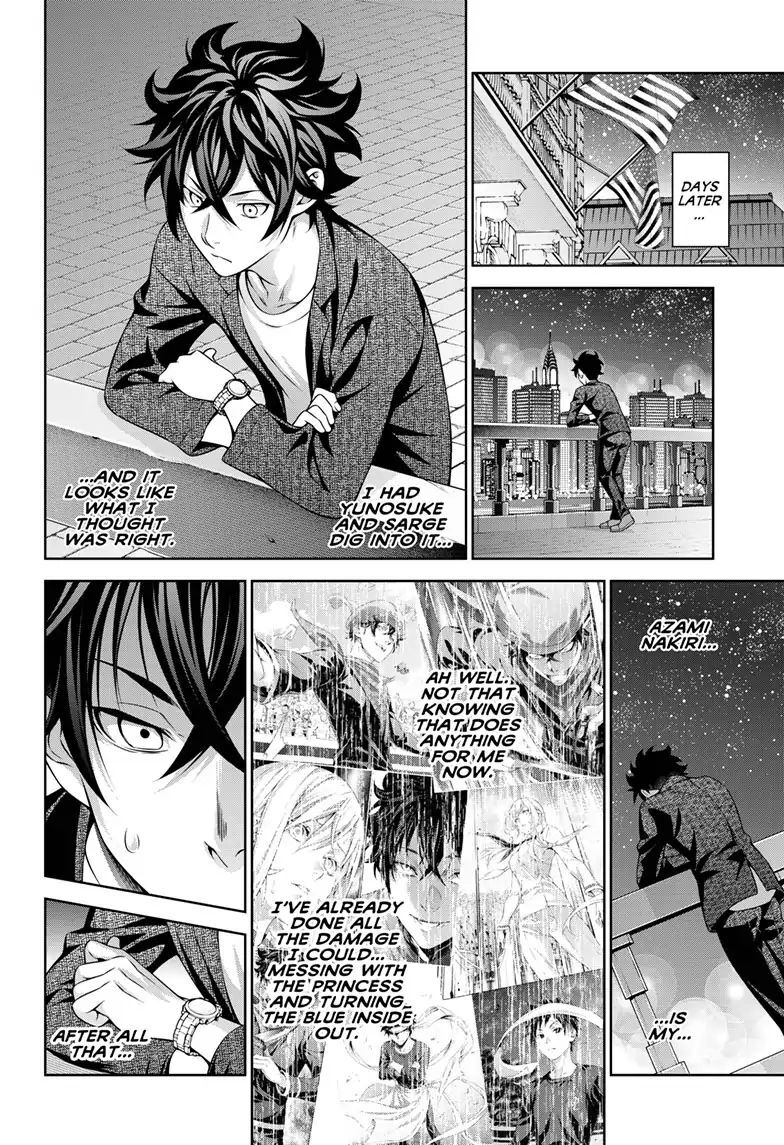 DAYS
LATER
...
I HAD
YUNOSUKE
AND SARGE
DIG INTO IT...
...AND IT
LOOKS LIKE
WHAT I
THOUGHT
WAS RIGHT.
AZAMI
NAKIRI...
...IS
MY...
AH WELL.
NOT THAT
KNOWING
THAT DOES
ANYTHING
FOR ME
NOW.
I'VE ALREADY
DONE ALL
THE DAMAGE
I COULD...
MESSING WITH
THE PRINCESS
AND TURNING
THE BLUE INSIDE
OUT.
AFTER ALL
THAT...